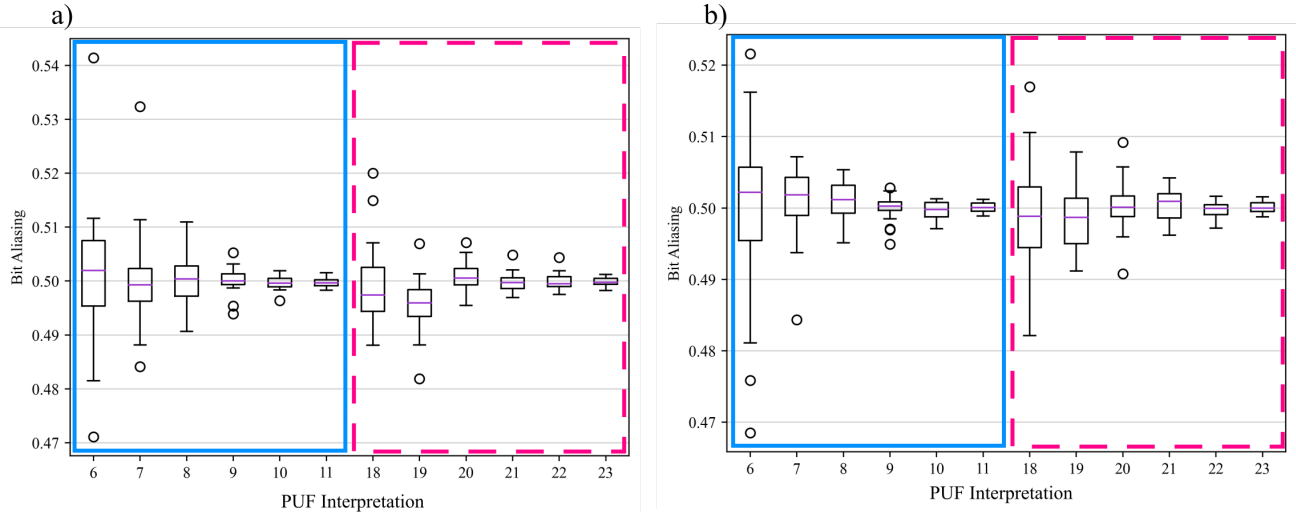 a)
0.54
0.53
0.52
0.51
0.50
0.49
0.48
0.47
Bit Aliasing
6 7 8 9 10 11 18 19 20 21 22 23
PUF Interpretation
b)
0.52
0.51
0.50
0.49
0.48
0.47
Bit Aliasing
6 7 8 9 10 11 18 19 20 21 22 23
PUF Interpretation